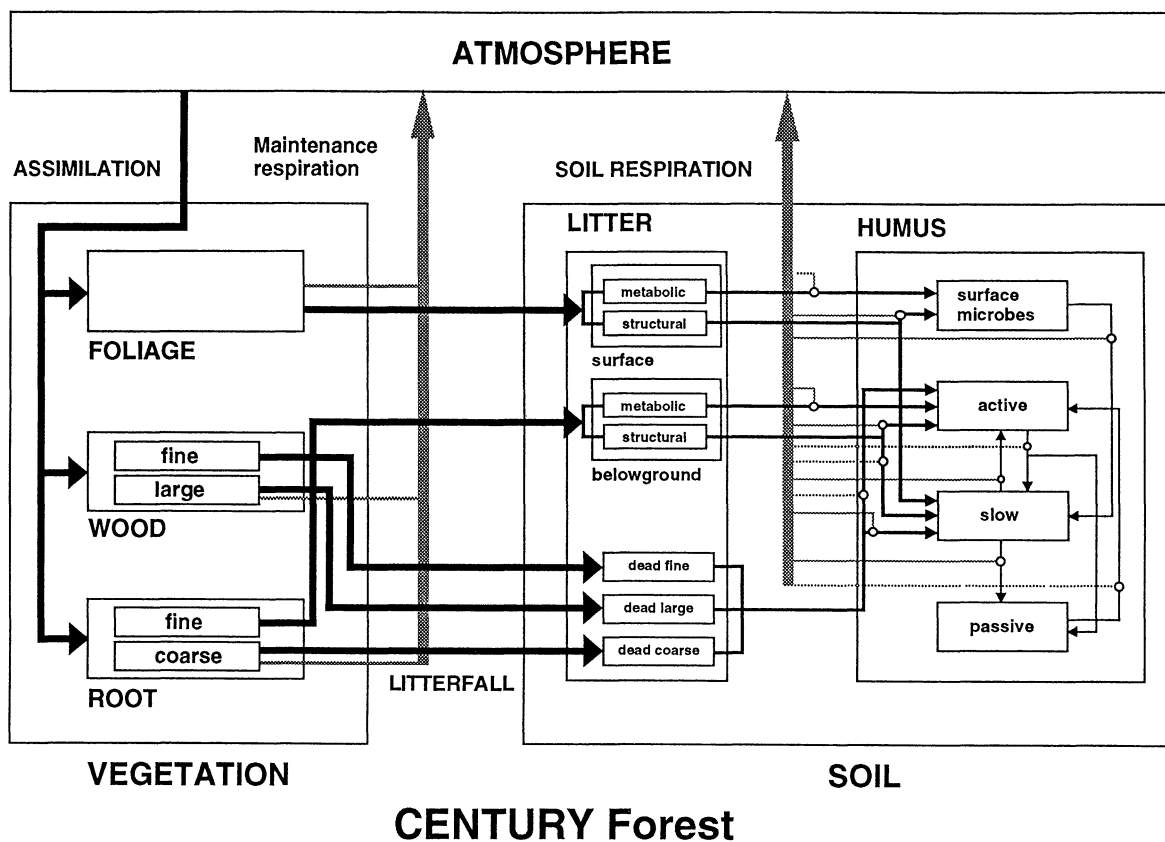 ATMOSPHERE
ASSIMILATION
Maintenance
respiration
SOIL RESPIRATION
LITTER
HUMUS
FOLIAGE
metabolic
structural
surface
surface
microbes
metabolic
structural
belowground
active
fine
large
WOOD
slow
dead fine
dead large
dead coarse
passive
fine
coarse
ROOT
LITTERFALL
VEGETATION
SOIL
CENTURY Forest